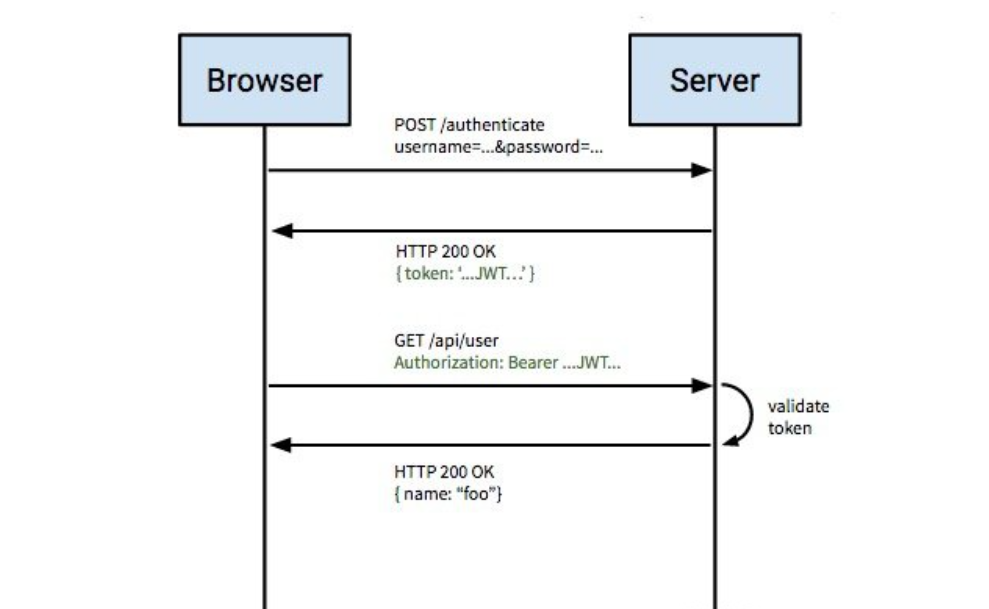 Browser
Server
POST /authenticate
username=...&password=...
HTTP 200 OK
{ token: ‘...JWT...’ }
GET /api/user
Authorization: Bearer ...JWT...
validate
token
HTTP 200 OK
{ name: “foo”}